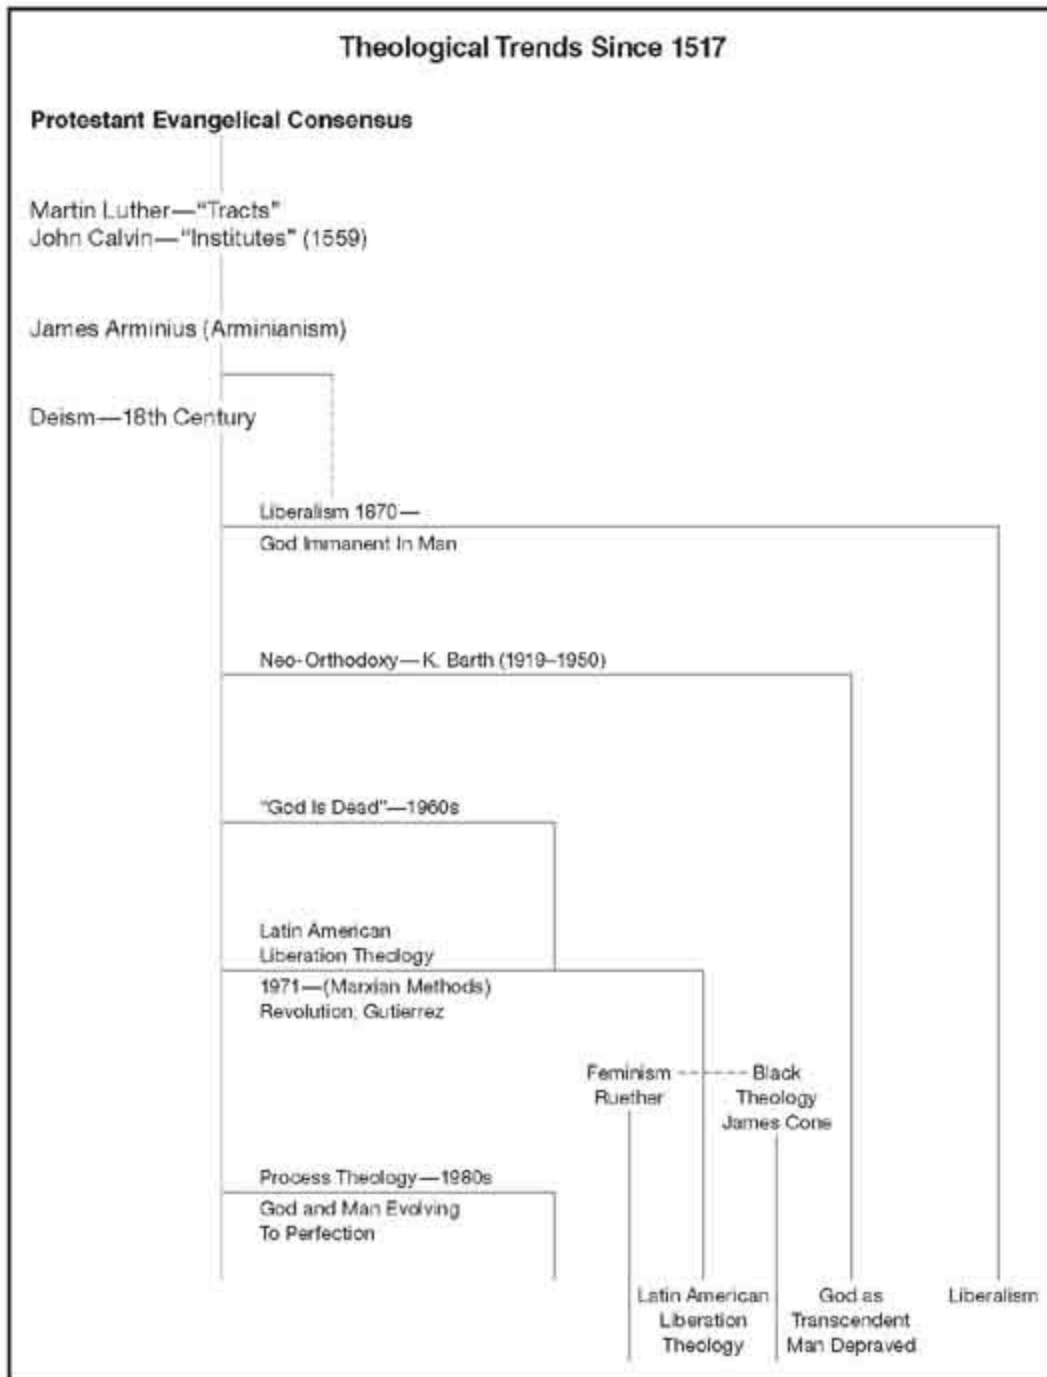 Theological Trends Since 1517
Protestant Evangelical Consensus
Martin Luther—“Tracts”
John Calvin—“Institutes” (1559)
James Arminius (Arminianism)
Deism—18th Century
Liberalism 1870—
God Immanent In Man
Neo-Orthodoxy—K. Barth (1919–1950)
“God Is Dead”—1960s
Latin American
Liberation Theology
1971—(Marxian Methods)
Revolution, Gutierrez
Feminism
Ruether
Black
Theology
James Cone
Process Theology—1980s
God and Man Evolving
To Perfection
Latin American
Liberation
Theology
God as
Transcendent
Man Depraved
Liberalism